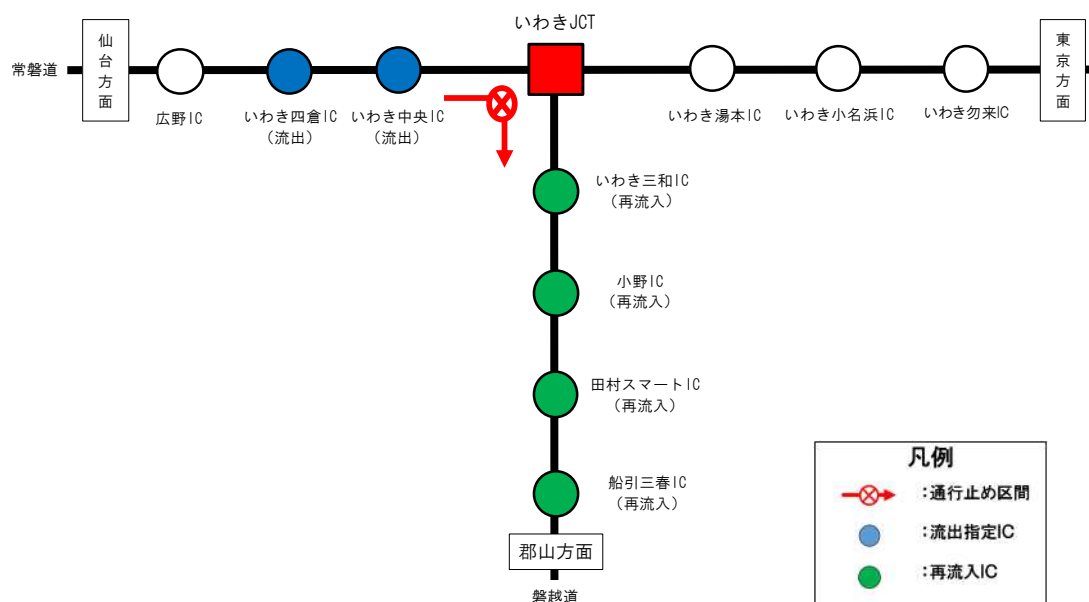 いわきJCT
常磐道
仙台方面
広野IC
いわき四倉IC
(流出)
いわき中央IC
(流出)
いわき湯本IC
いわき小名浜IC
いわき勿来IC
東京方面
いわき三和IC
(再流入)
小野IC
(再流入)
田村スマートIC
(再流入)
船引三春IC
(再流入)
郡山方面
磐越道
凡例
:通行止め区間
:流出指定IC
:再流入IC